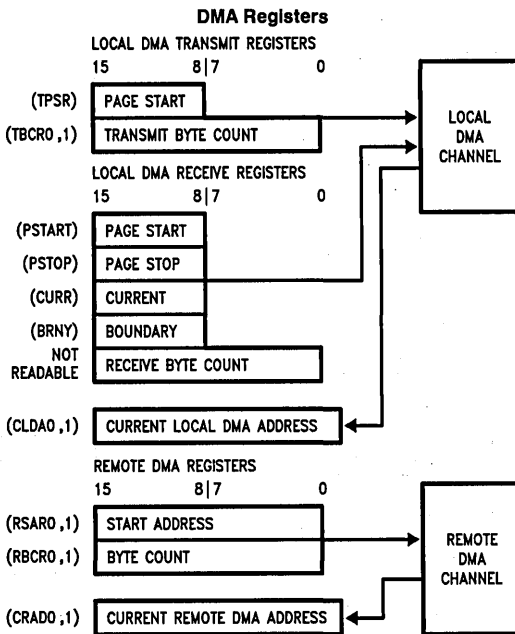 DMA Registers
LOCAL DMA TRANSMIT REGISTERS
15 8|7 0
(TPSR) PAGE START
(TBCR0,1) TRANSMIT BYTE COUNT
LOCAL DMA CHANNEL
LOCAL DMA RECEIVE REGISTERS
15 8|7 0
(PSTART) PAGE START
(PSTOP) PAGE STOP
(CURR) CURRENT
(BRNY) BOUNDARY
NOT READABLE RECEIVE BYTE COUNT
(CLDA0,1) CURRENT LOCAL DMA ADDRESS
REMOTE DMA REGISTERS
15 8|7 0
(RSAR0,1) START ADDRESS
(RBCR0,1) BYTE COUNT
REMOTE DMA CHANNEL
(CRAD0,1) CURRENT REMOTE DMA ADDRESS